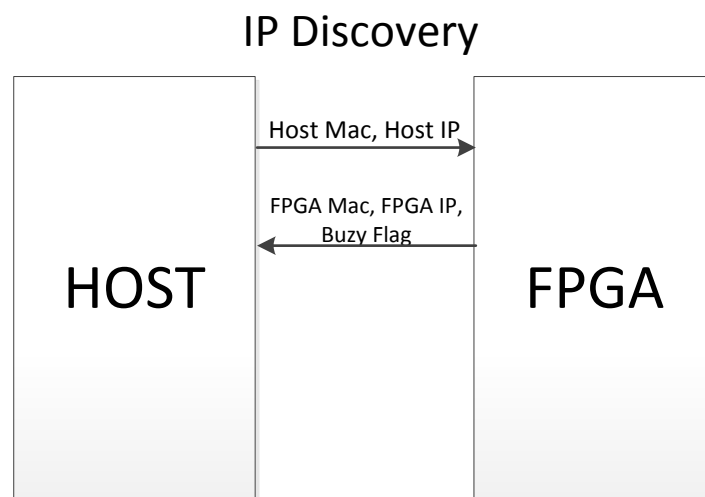 IP Discovery
Host Mac, Host IP
FPGA Mac, FPGA IP,
Buzy Flag
HOST
FPGA